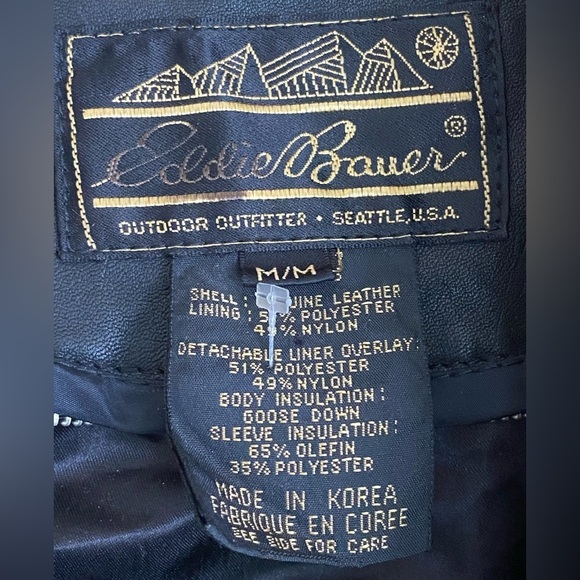 Eddie Bauer®
OUTDOOR OUTFITTER • SEATTLE, U.S.A.
M/M
SHELL: LEATHER
LINING: POLYESTER
NYLON
DETACHABLE LINER OVERLAY:
51% POLYESTER
49% NYLON
BODY INSULATION:
GOOSE DOWN
SLEEVE INSULATION:
65% OLEFIN
35% POLYESTER
MADE IN KOREA
FABRIQUE EN COREE
SEE SIDE FOR CARE